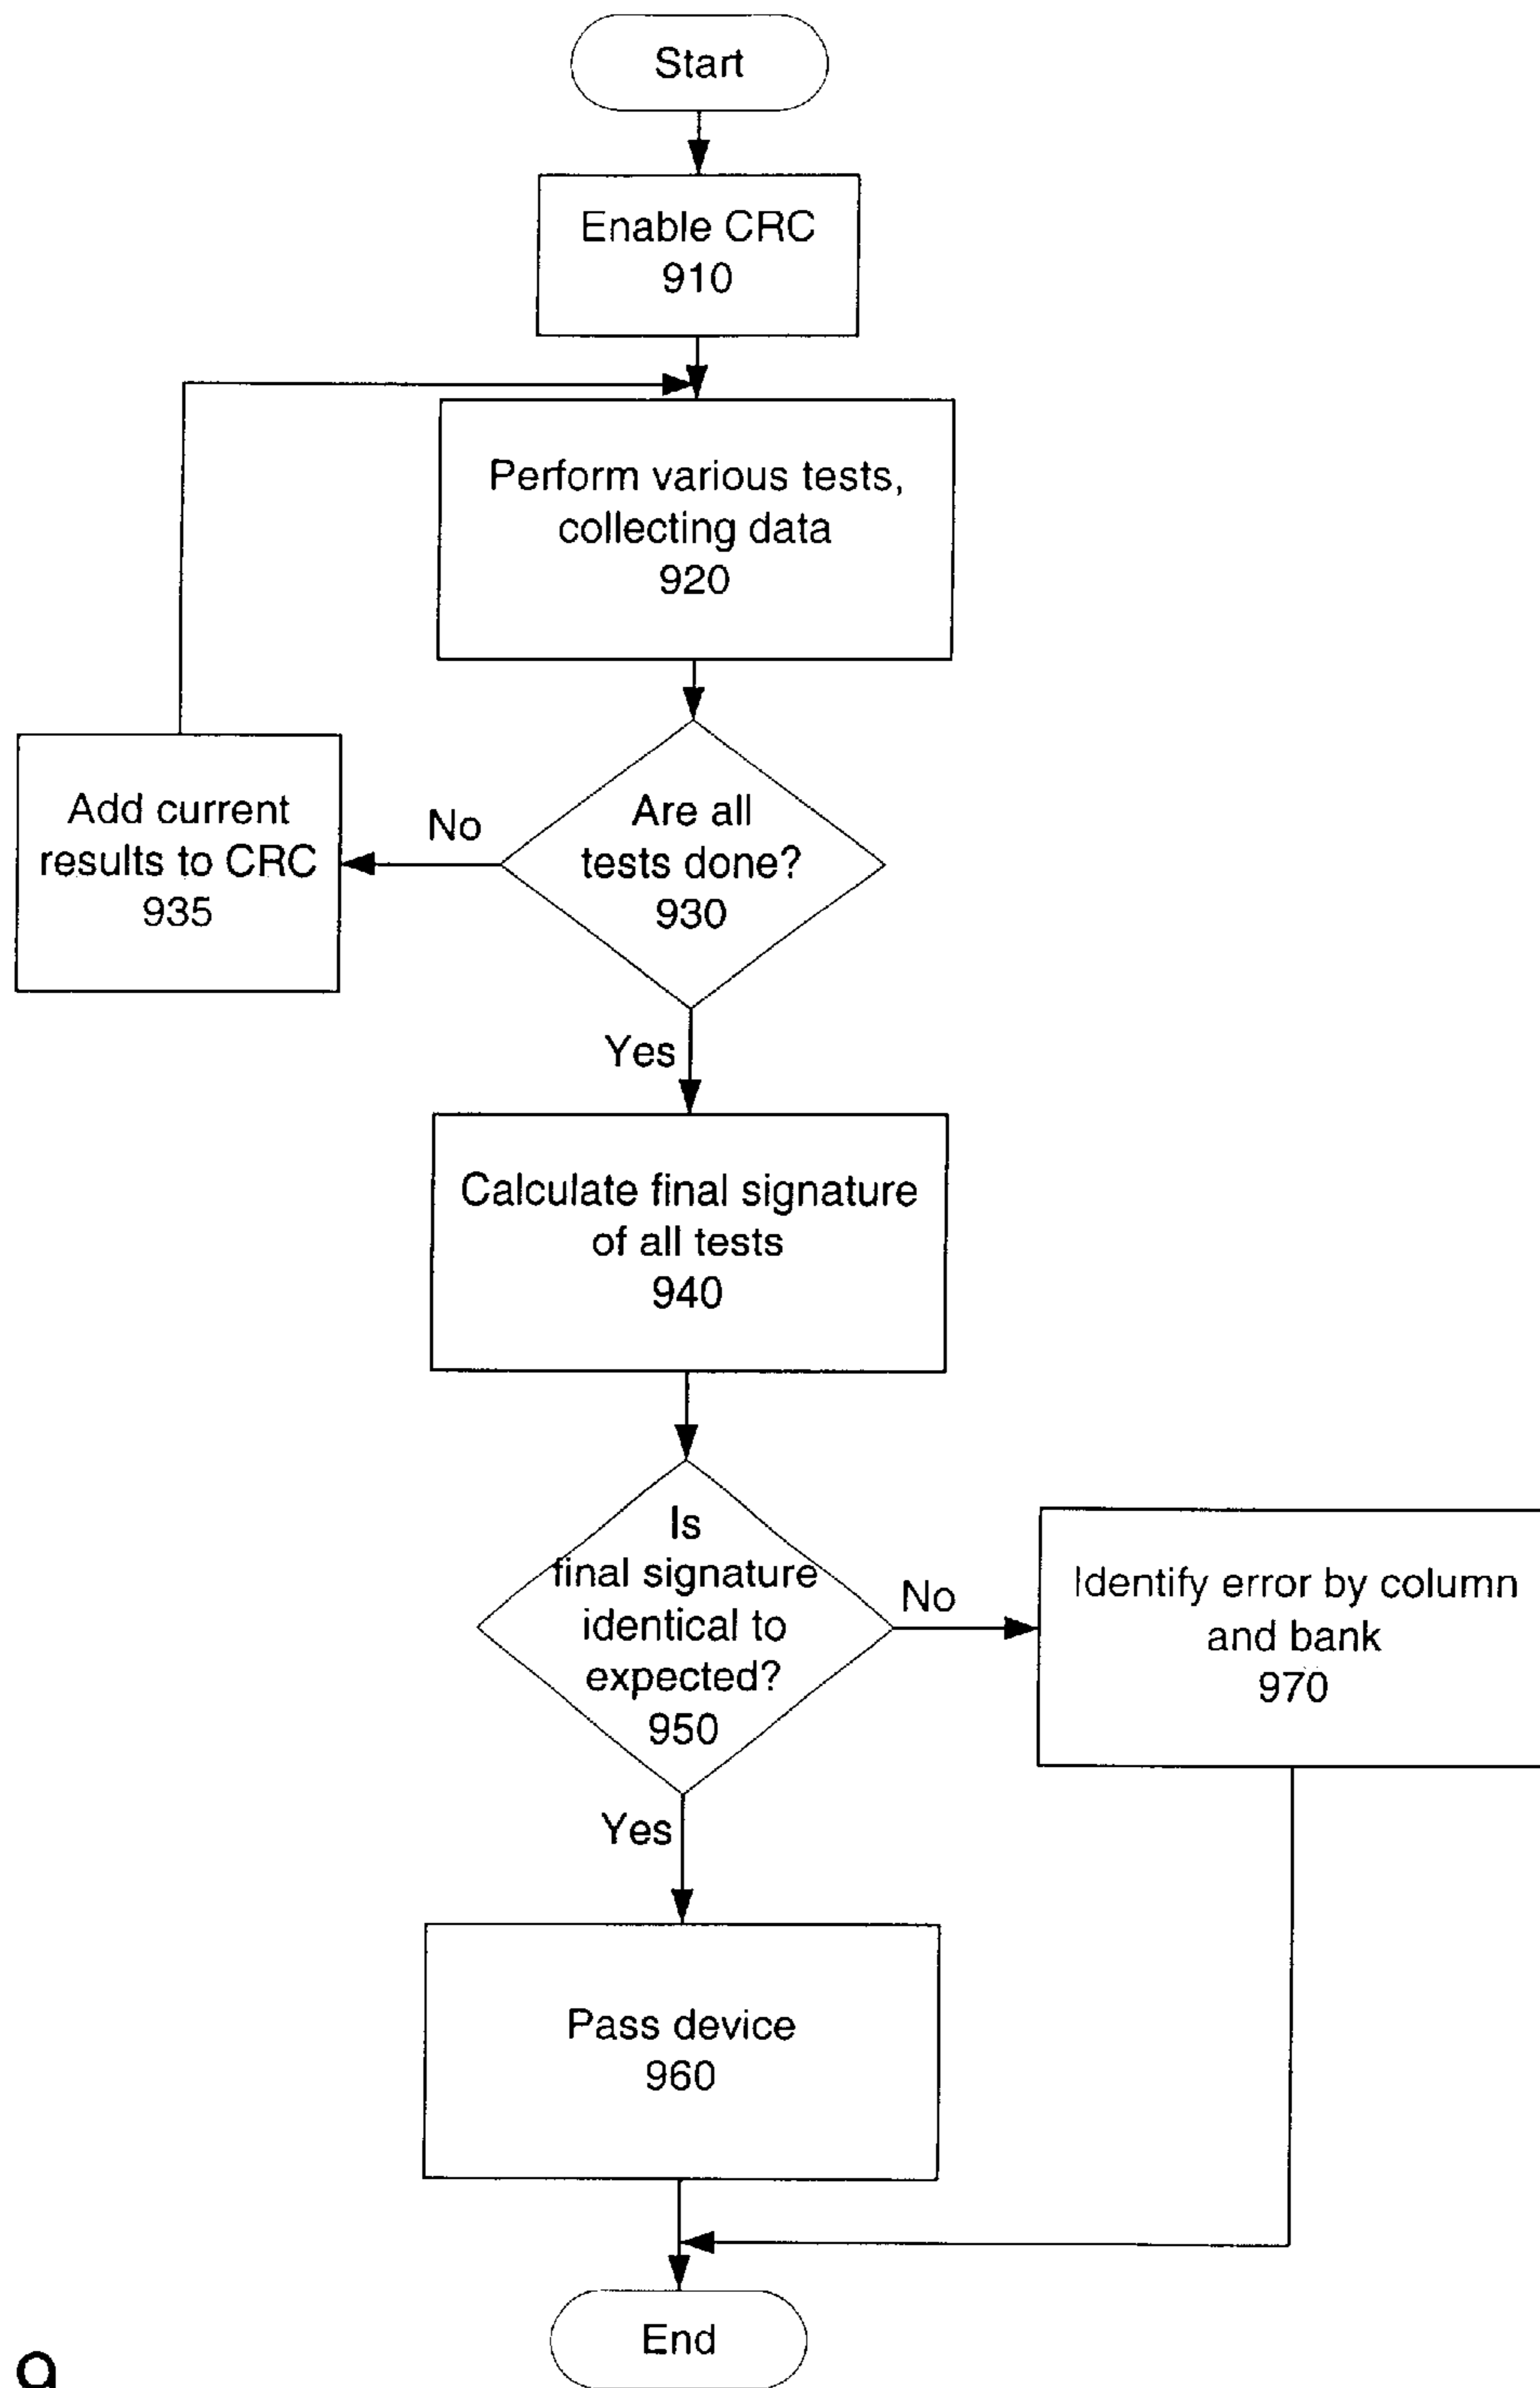 Start
Enable CRC
910
Perform various tests,
collecting data
920
Add current
results to CRC
935
No
Are all
tests done?
930
Yes
Calculate final signature
of all tests
940
Is
final signature
identical to
expected?
950
No
Identify error by column
and bank
970
Yes
Pass device
960
End
9